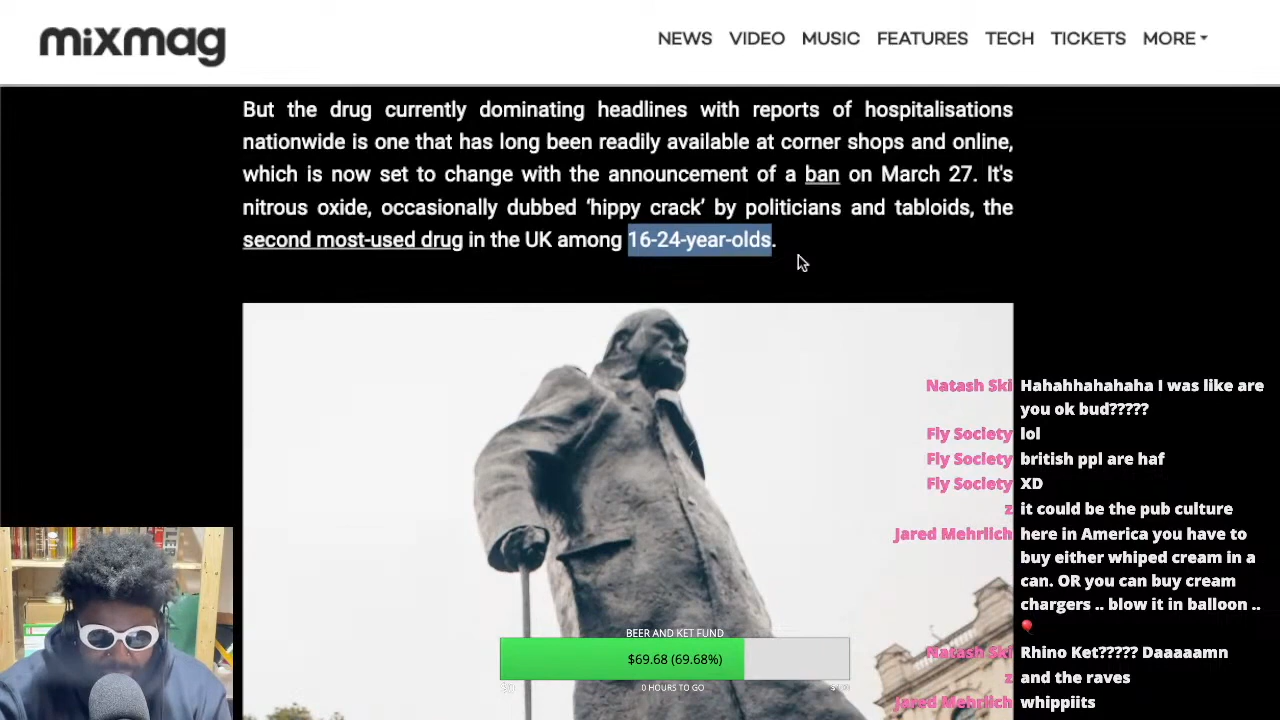 mixmag
NEWS VIDEO MUSIC FEATURES TECH TICKETS MORE
But the drug currently dominating headlines with reports of hospitalisations
nationwide is one that has long been readily available at corner shops and online,
which is now set to change with the announcement of a ban on March 27. It's
nitrous oxide, occasionally dubbed ‘hippy crack’ by politicians and tabloids, the
second most-used drug in the UK among 16-24-year-olds.
Natash Ski Hahahhahahaha I was like are
you ok bud?????
Fly Society lol
Fly Society british ppl are haf
Fly Society XD
z it could be the pub culture
Jared Mehrlich here in America you have to
buy either whiped cream in a
can. OR you can buy cream
chargers .. blow it in balloon ..
🎈
Natash Ski Rhino Ket????? Daaaaamn
z and the raves
Jared Mehrlich whippiits
BEER AND KET FUND
$69.68 (69.68%)
0 HOURS TO GO